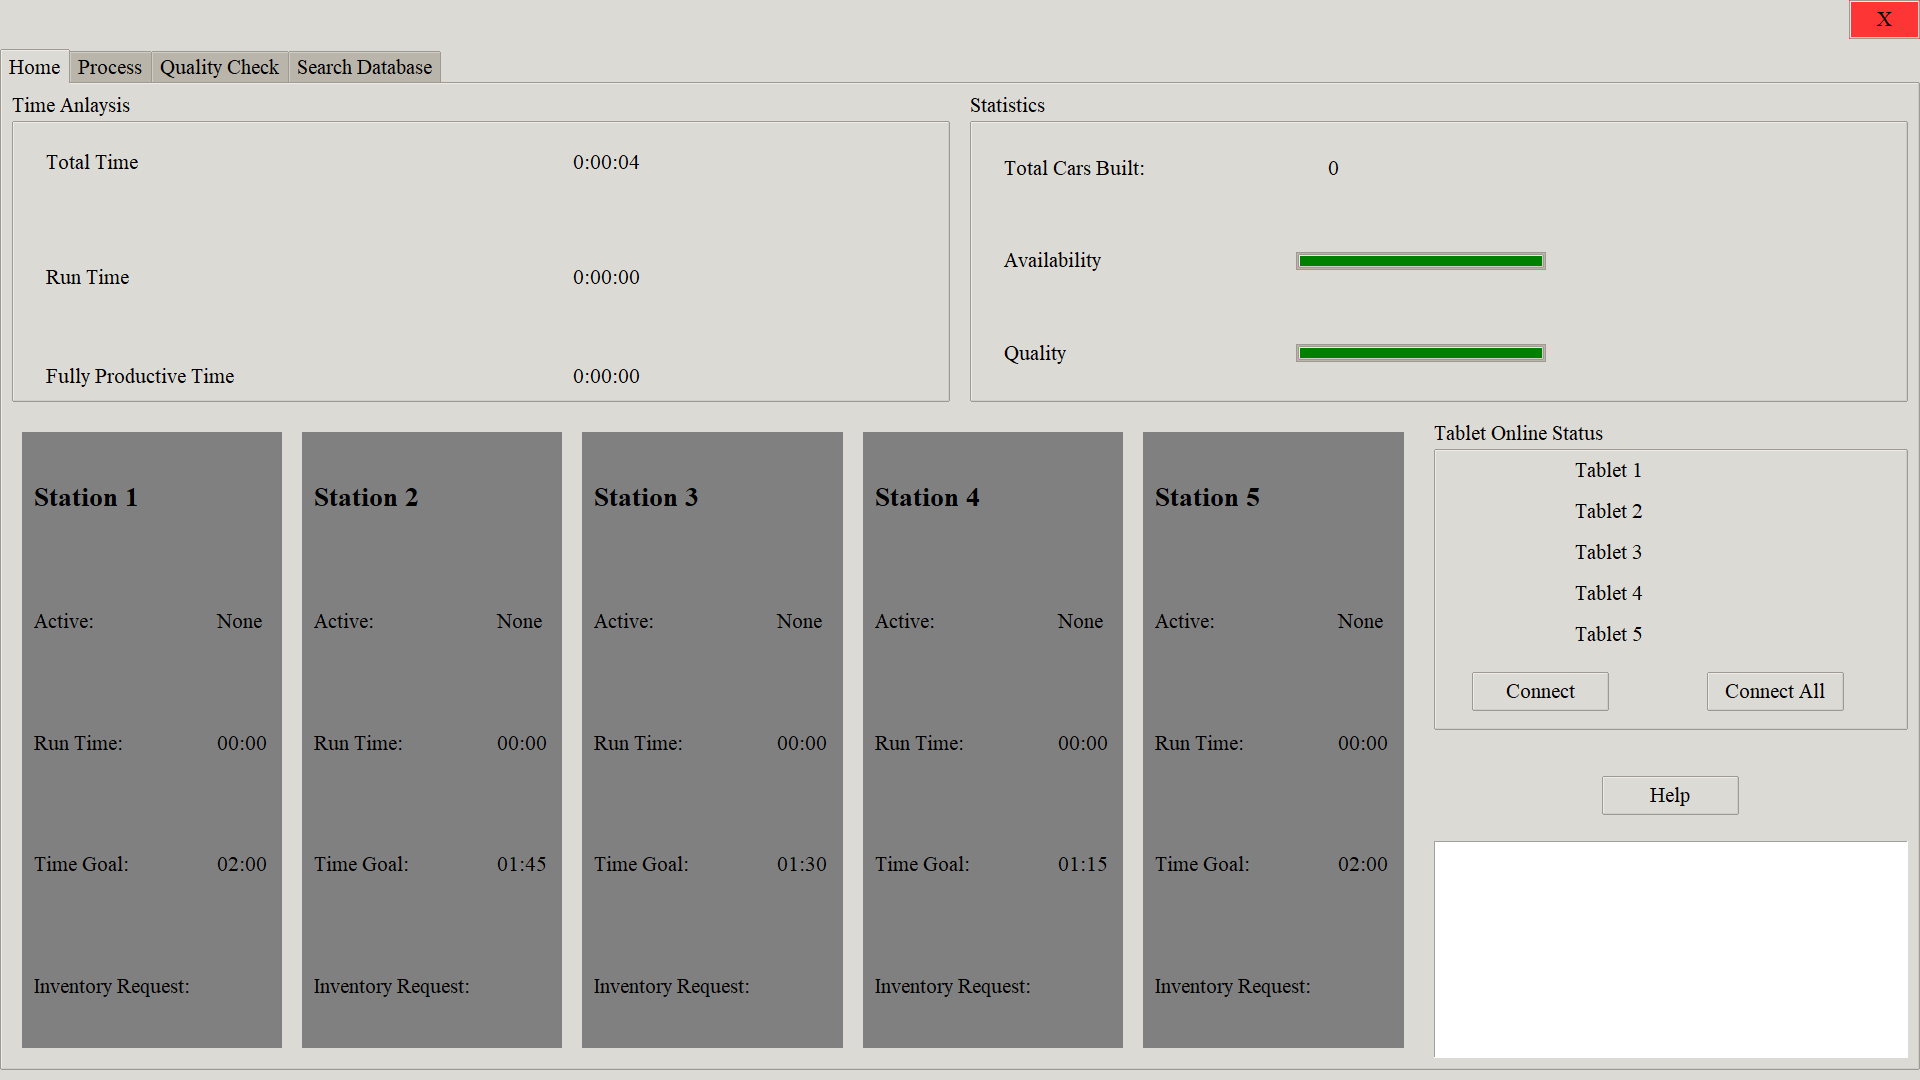 X
Home Process Quality Check Search Database
Time Anlaysis
Total Time 0:00:04
Run Time 0:00:00
Fully Productive Time 0:00:00
Statistics
Total Cars Built: 0
Availability
Quality
Station 1
Active: None
Run Time: 00:00
Time Goal: 02:00
Inventory Request:
Station 2
Active: None
Run Time: 00:00
Time Goal: 01:45
Inventory Request:
Station 3
Active: None
Run Time: 00:00
Time Goal: 01:30
Inventory Request:
Station 4
Active: None
Run Time: 00:00
Time Goal: 01:15
Inventory Request:
Station 5
Active: None
Run Time: 00:00
Time Goal: 02:00
Inventory Request:
Tablet Online Status
Tablet 1
Tablet 2
Tablet 3
Tablet 4
Tablet 5
Connect Connect All
Help